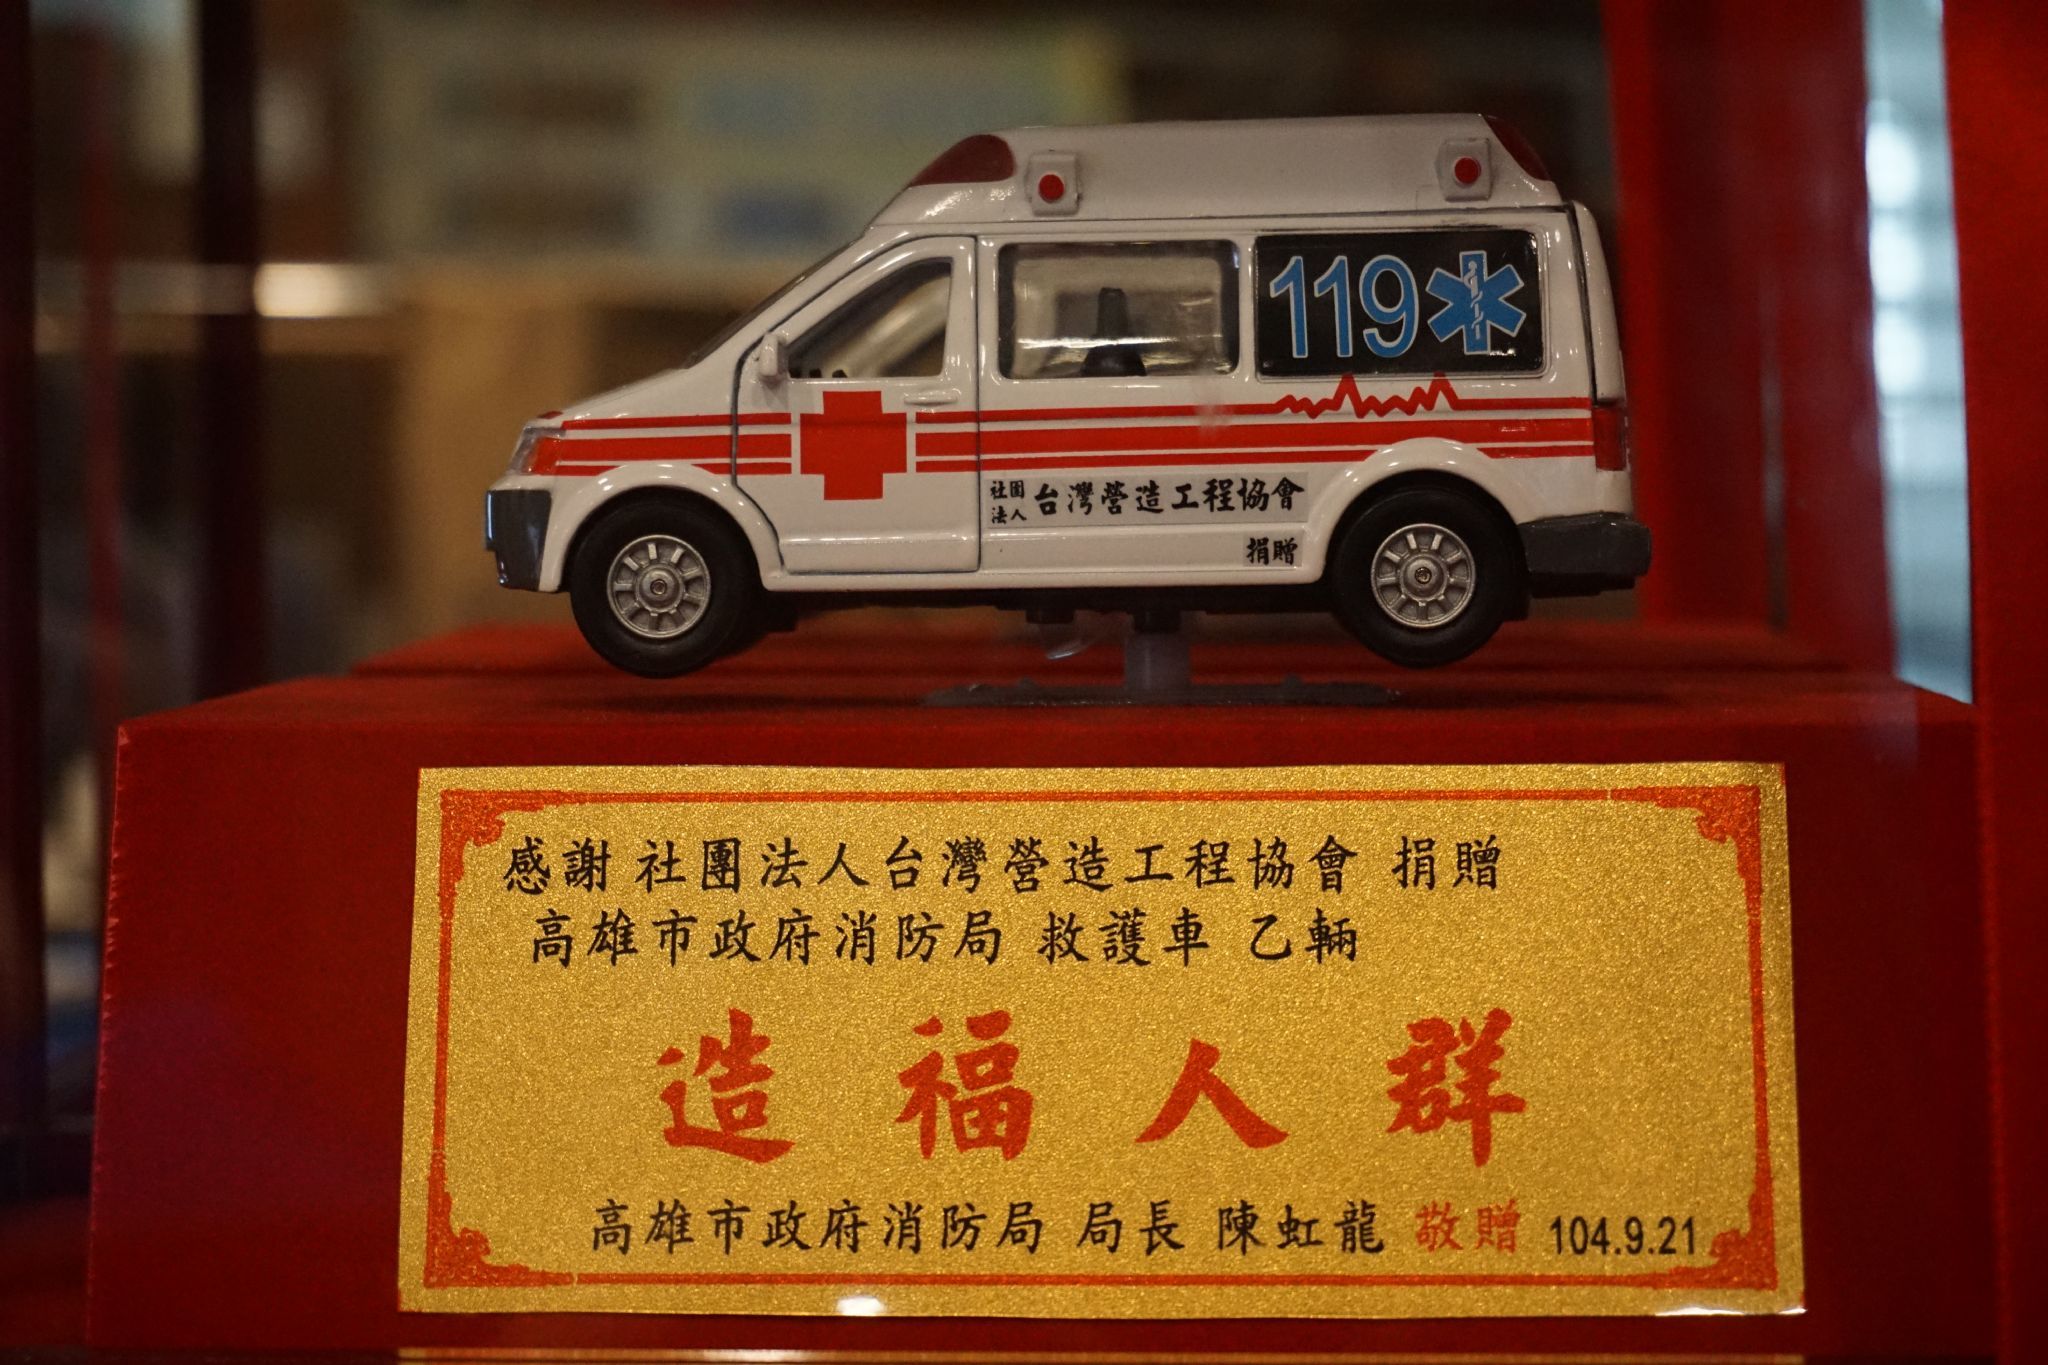 119
社團
法人 台灣營造工程協會
捐贈
感謝 社團法人台灣營造工程協會 捐贈
高雄市政府消防局 救護車 乙輛
造福人群
高雄市政府消防局 局長 陳虹龍 敬贈 104.9.21